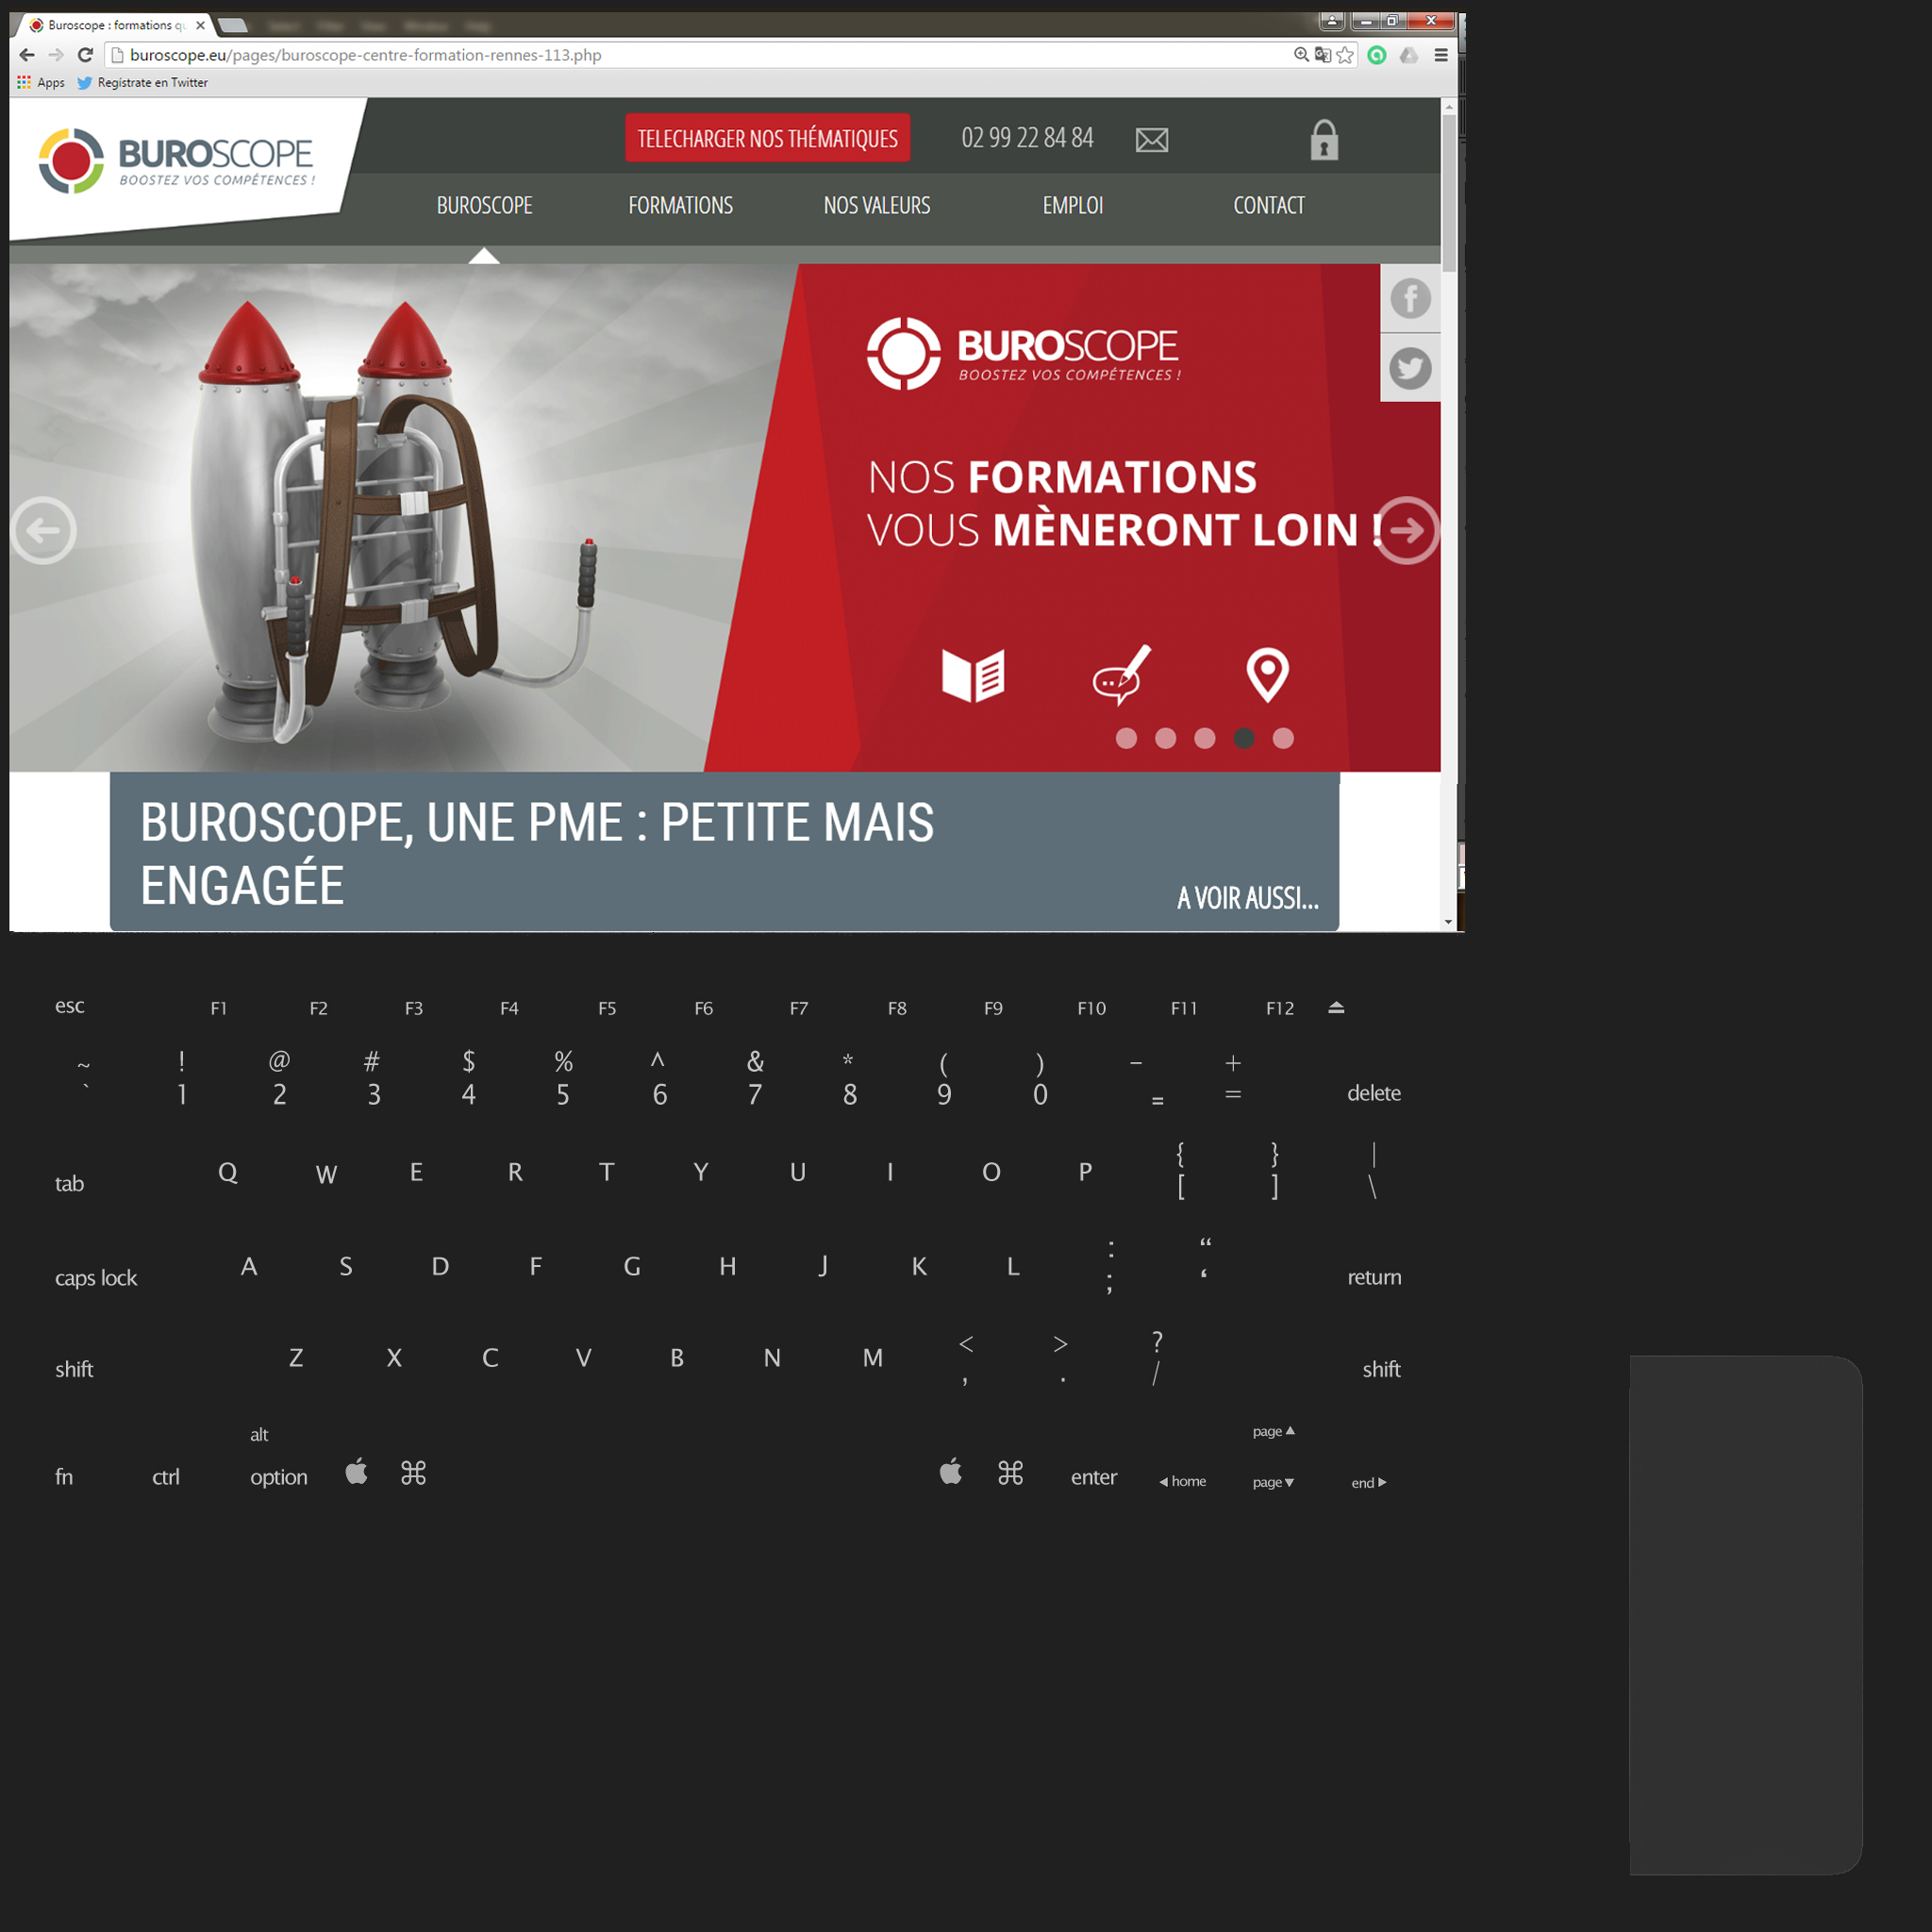 Buroscope : formations qu
buroscope.eu/pages/buroscope-centre-formation-rennes-113.php
Apps Regístrate en Twitter
TELECHARGER NOS THÉMATIQUES 02 99 22 84 84
BUROSCOPE
BOOSTEZ VOS COMPÉTENCES !
BUROSCOPE FORMATIONS NOS VALEURS EMPLOI CONTACT
BUROSCOPE
BOOSTEZ VOS COMPÉTENCES !
NOS FORMATIONS
VOUS MÈNERONT LOIN !
BUROSCOPE, UNE PME : PETITE MAIS
ENGAGÉE
A VOIR AUSSI...
esc F1 F2 F3 F4 F5 F6 F7 F8 F9 F10 F11 F12
~ ! @ # $ % ^ & * ( ) – +
` 1 2 3 4 5 6 7 8 9 0 = = delete
{ } |
tab Q W E R T Y U I O P [ ] \
: “
caps lock A S D F G H J K L ; ‘ return
< > ?
shift Z X C V B N M , . / shift
alt page ▲
fn ctrl option ⌘ ⌘ enter ◀ home page ▼ end ▶